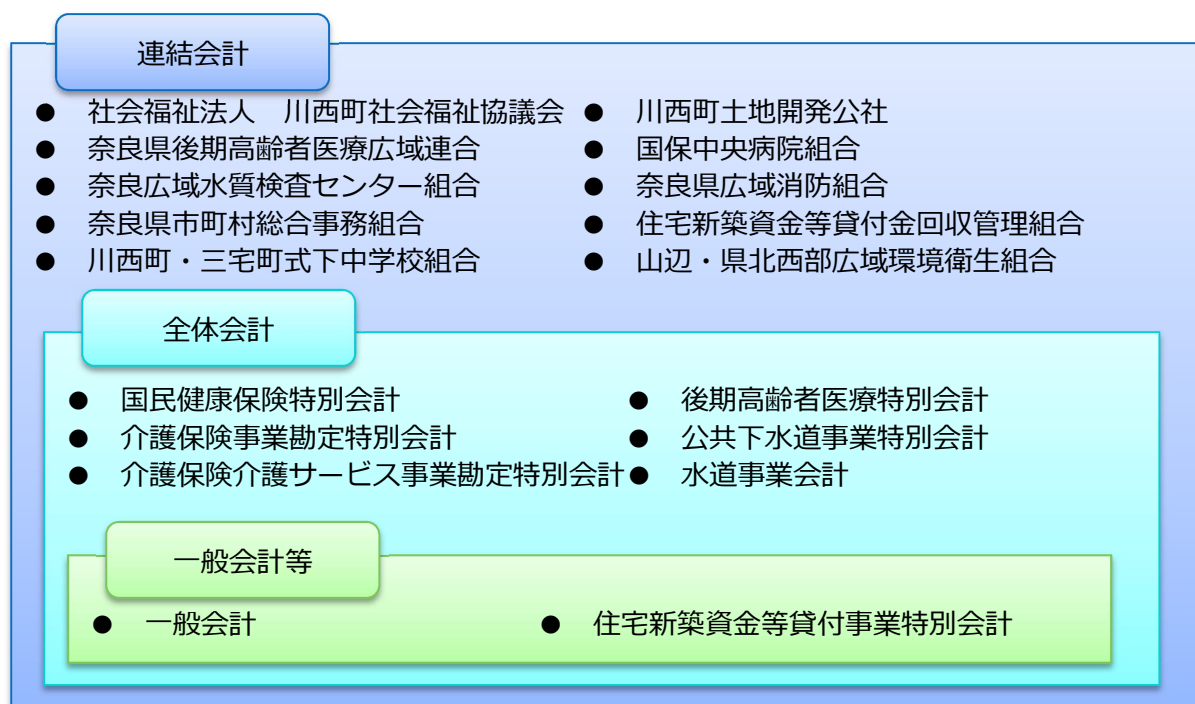 連結会計
● 社会福祉法人　川西町社会福祉協議会 ● 川西町土地開発公社
● 奈良県後期高齢者医療広域連合 ● 国保中央病院組合
● 奈良広域水質検査センター組合 ● 奈良県広域消防組合
● 奈良県市町村総合事務組合 ● 住宅新築資金等貸付金回収管理組合
● 川西町・三宅町式下中学校組合 ● 山辺・県北西部広域環境衛生組合
全体会計
● 国民健康保険特別会計 ● 後期高齢者医療特別会計
● 介護保険事業勘定特別会計 ● 公共下水道事業特別会計
● 介護保険介護サービス事業勘定特別会計 ● 水道事業会計
一般会計等
● 一般会計 ● 住宅新築資金等貸付事業特別会計